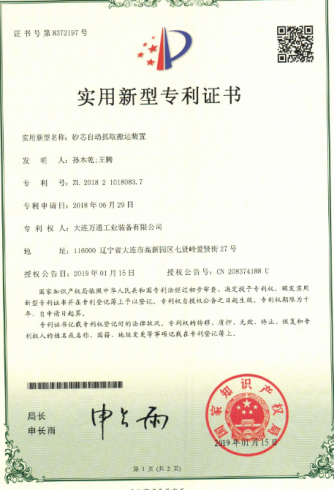 证书号第8372197号
实用新型专利证书
实用新型名称：砂芯自动抓取搬运装置
发明人：孙木乾;王腾
专利号：ZL 2018 2 1018083.7
专利申请日：2018年06月29日
专利权人：大连万通工业装备有限公司
地址：116000 辽宁省大连市高新园区七贤岭爱贤街27号
授权公告日：2019年01月15日 授权公告号：CN 208374188 U
国家知识产权局依照中华人民共和国专利法经过初步审查，决定授予专利权，颁发实用
新型专利证书并在专利登记簿上予以登记，专利权自授权公告之日起生效。专利权期限为十
年，自申请日起算。
专利证书记载专利权登记时的法律状况。专利权的转移、质押、无效、终止、恢复和专
利权人的姓名或名称、国籍、地址变更等事项记载在专利登记簿上。
局长
申长雨
申长雨
国家知识产权局
2019年01月15日
第 1 页 (共 2 页)